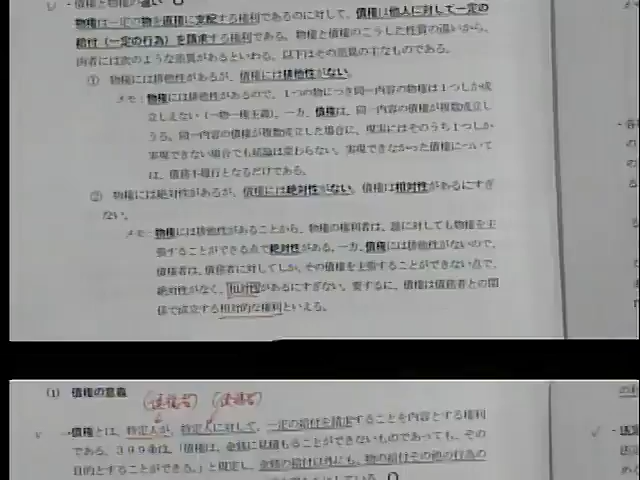 ・債権と物権の違い
物権は一定の物を直接に支配する権利であるのに対して、債権は他人に対して一定の
給付（一定の行為）を請求する権利である。物権と債権のこうした性質の違いから、
両者には次のような差異があるといわれる。以下はその差異の主なものである。
① 物権には排他性があるが、債権には排他性がない。
メモ：物権には排他性があるので、1つの物につき同一内容の物権は1つしか成
立しえない（一物一権主義）。一方、債権は、同一内容の債権が複数成立し
うる。同一内容の債権が複数成立した場合に、現実にはそのうち1つしか
実現できない場合でも結論は変わらない。実現できなかった債権について
は、債務不履行となるだけである。
② 物権には絶対性があるが、債権には絶対性がない。債権は相対性があるにすぎ
ない。
メモ：物権には排他性があることから、物権の権利者は、誰に対しても物権を主
張することができる点で絶対性がある。一方、債権には排他性がないので、
債権者は、債務者に対してしか、その債権を主張することができない点で、
絶対性がなく、相対性があるにすぎない。要するに、債権は債務者との関
係で成立する相対的な権利といえる。
(1) 債権の意義
(債権者) (債務者)
→債権とは、特定人が、特定人に対して、一定の給付を請求することを内容とする権利
である。399条は、「債権は、金銭に見積もることができないものであっても、その
目的とすることができる。」と規定し、金銭の給付以外にも、物の給付その他の行為の